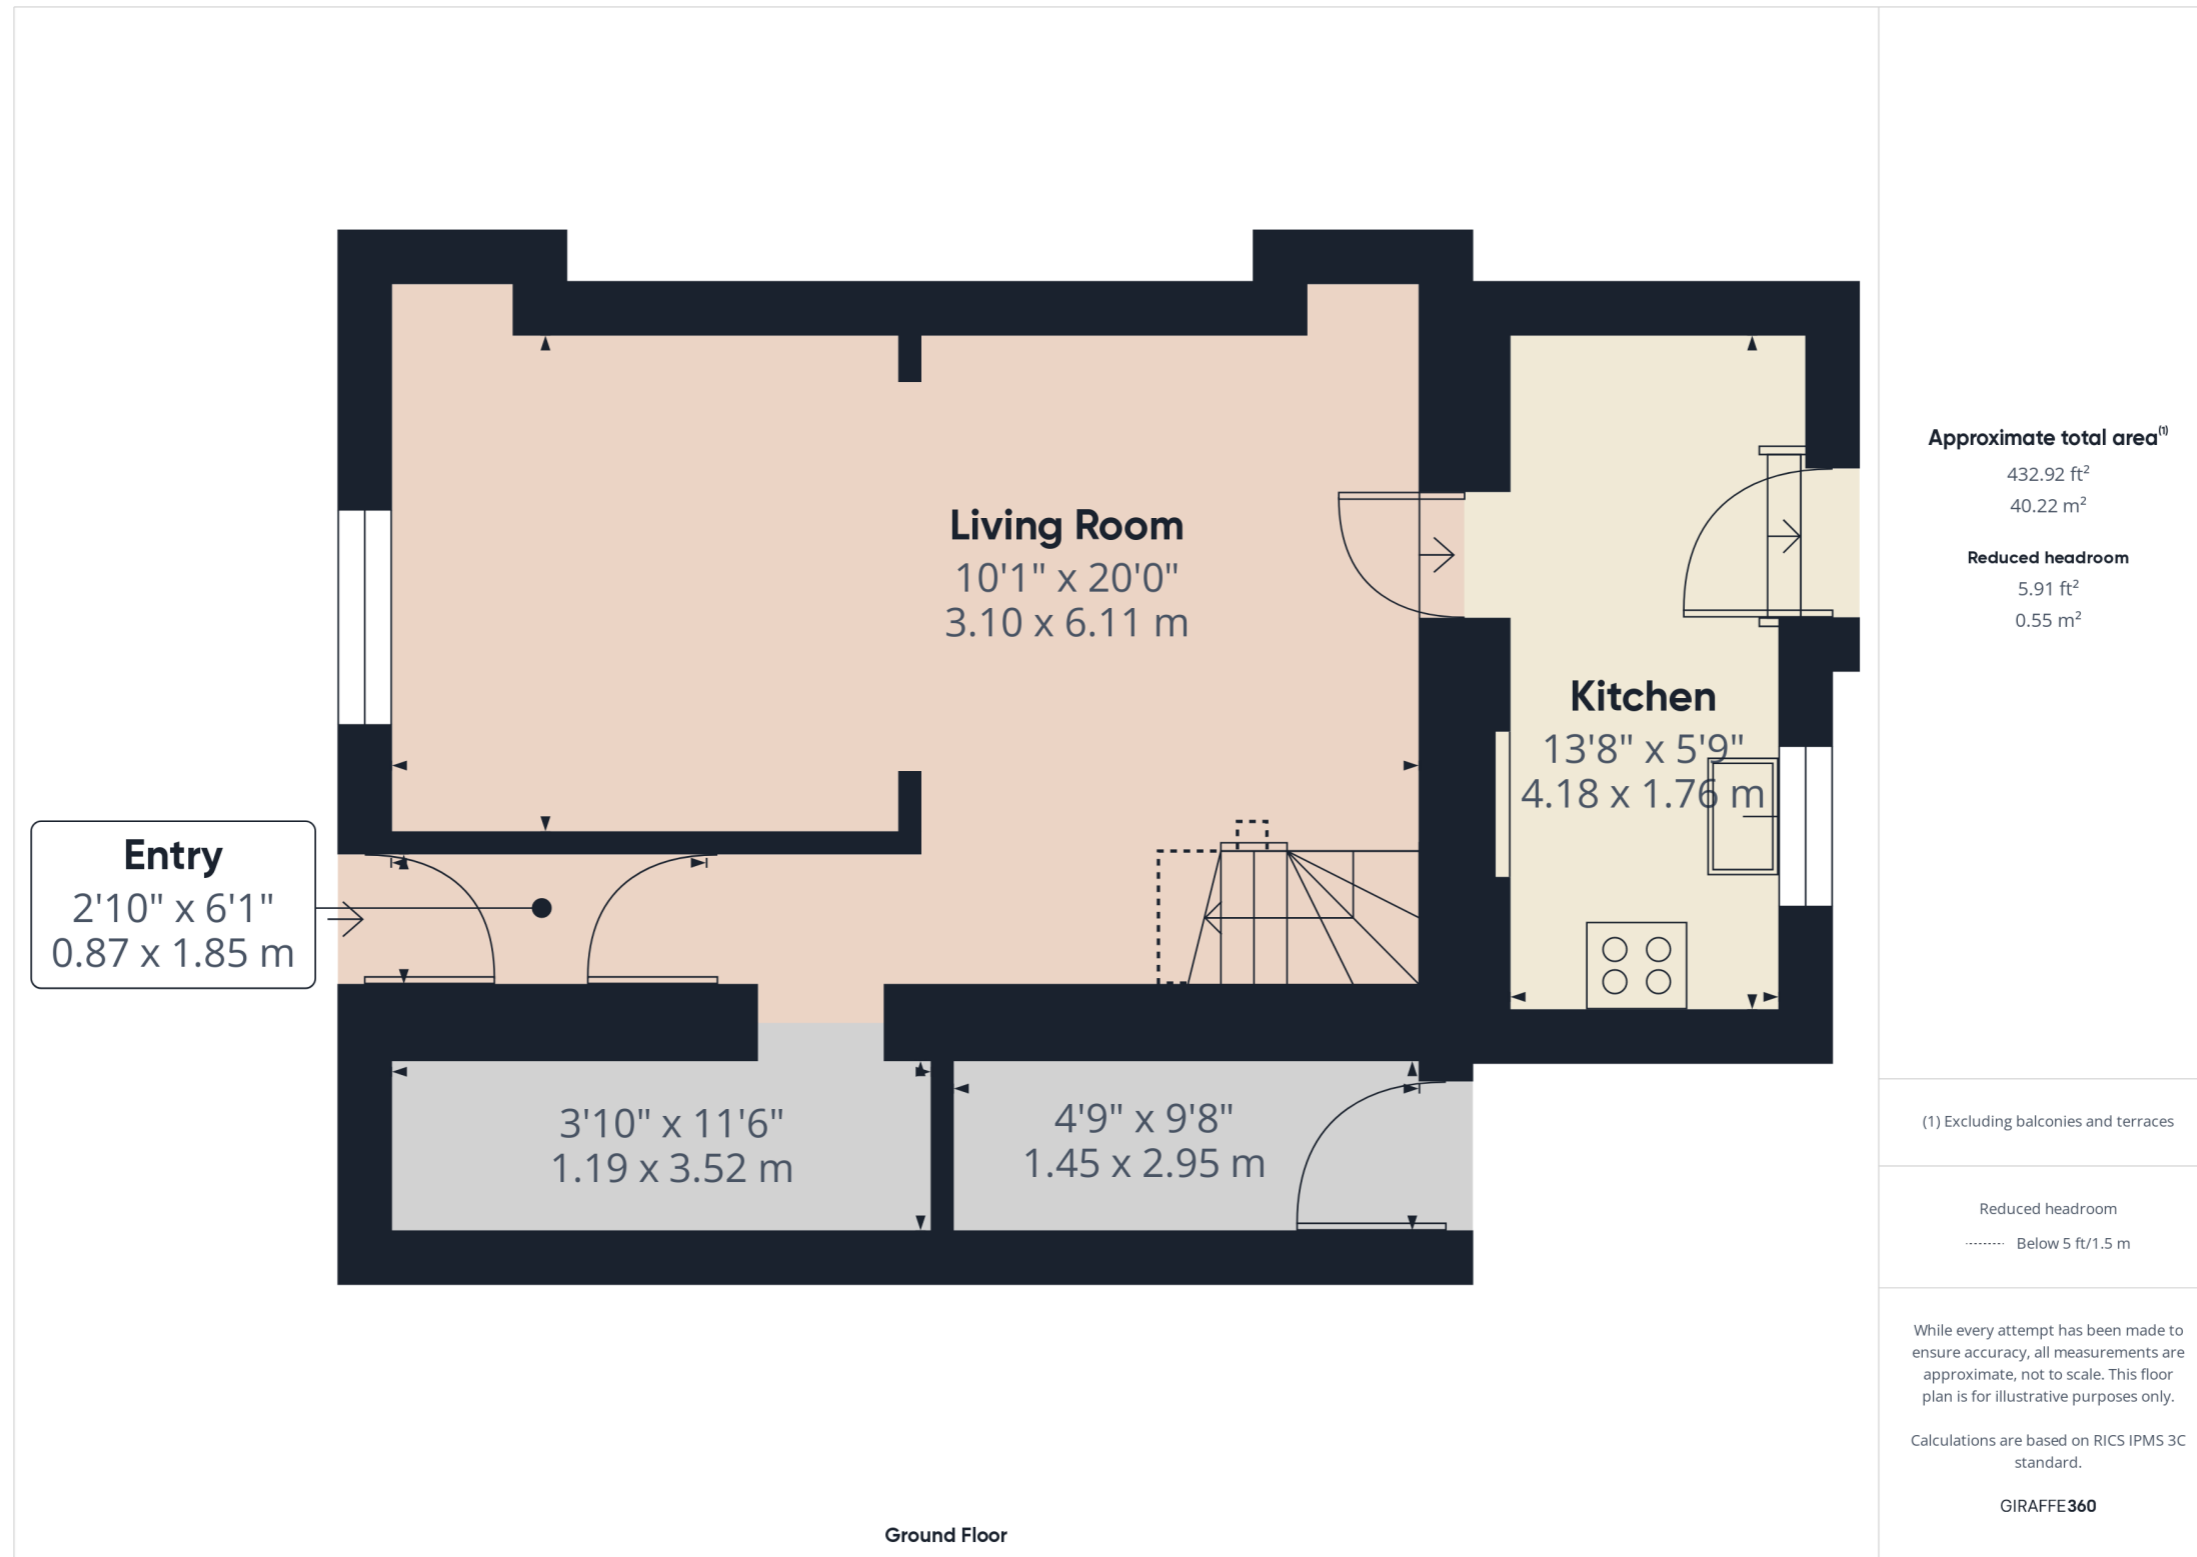 Living Room
10'1" x 20'0"
3.10 x 6.11 m
Kitchen
13'8" x 5'9"
4.18 x 1.76 m
Entry
2'10" x 6'1"
0.87 x 1.85 m
3'10" x 11'6"
1.19 x 3.52 m
4'9" x 9'8"
1.45 x 2.95 m
Ground Floor
Approximate total area(1)
432.92 ft²
40.22 m²
Reduced headroom
5.91 ft²
0.55 m²
(1) Excluding balconies and terraces
Reduced headroom
Below 5 ft/1.5 m
While every attempt has been made to
ensure accuracy, all measurements are
approximate, not to scale. This floor
plan is for illustrative purposes only.
Calculations are based on RICS IPMS 3C
standard.
GIRAFFE360